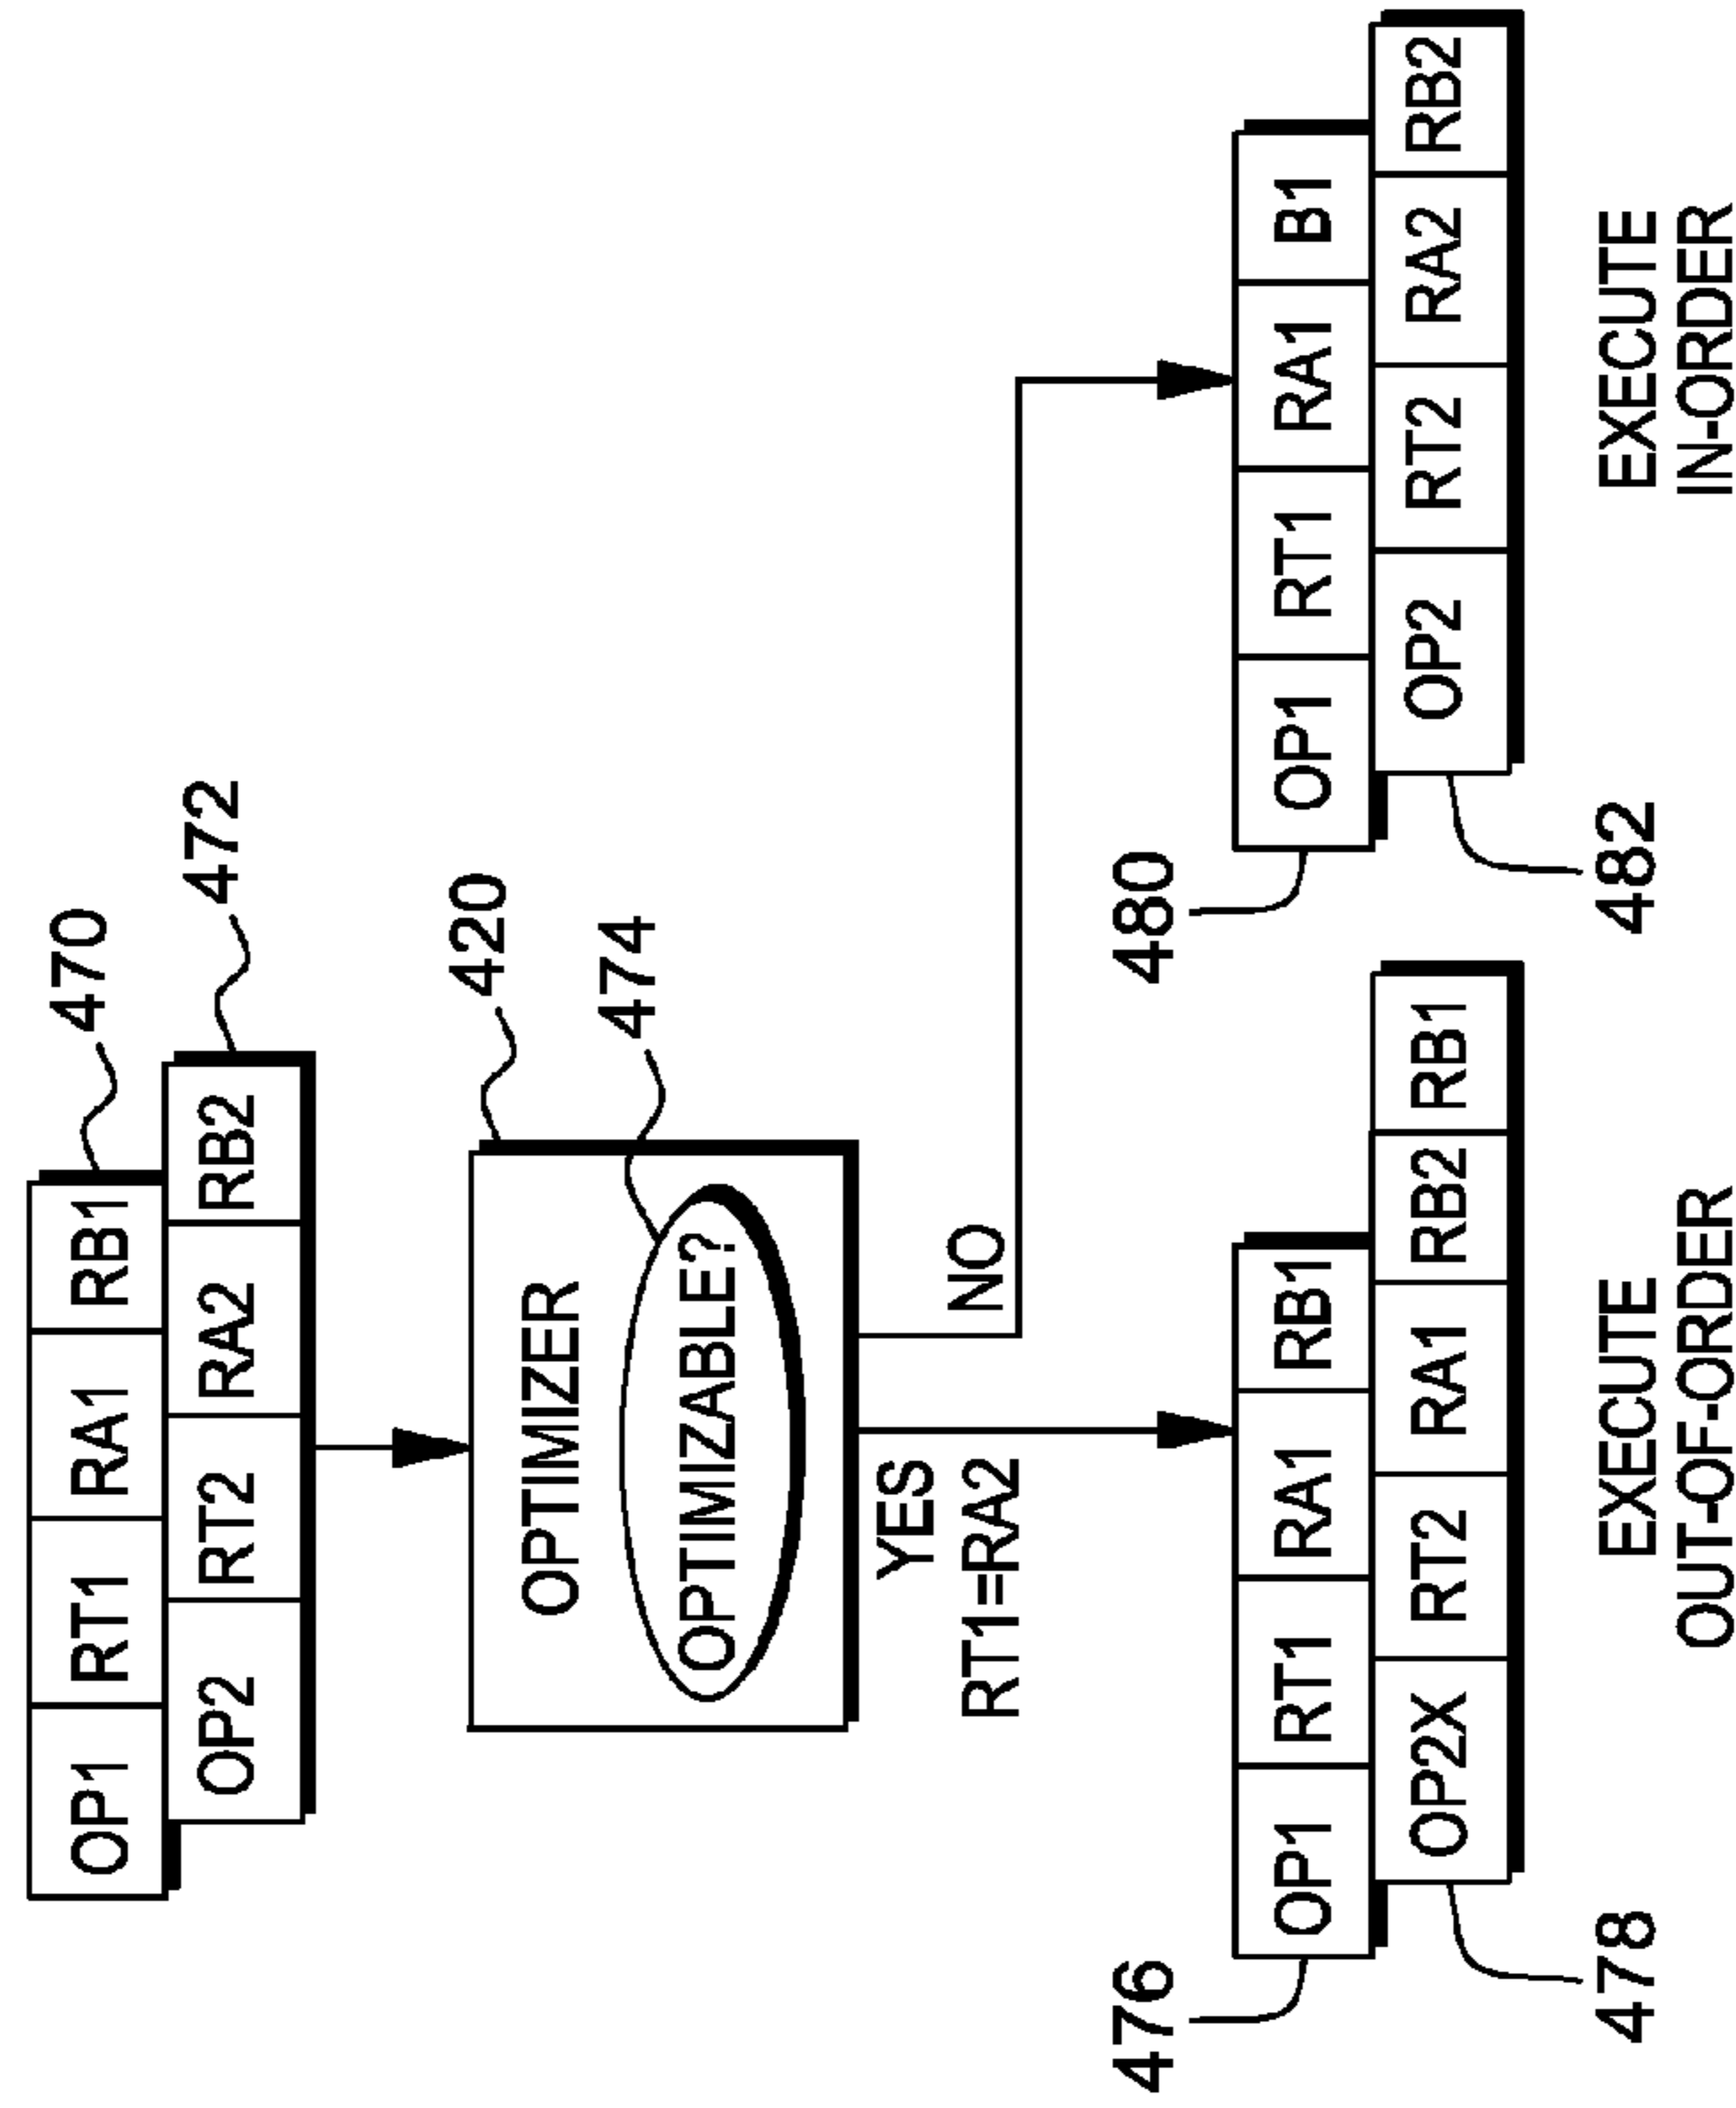 470
OP1 RT1 RA1 RB1
472
OP2 RT2 RA2 RB2
420
OPTIMIZER
474
OPTIMIZABLE?
YES
RT1=RA2
NO
476
OP1 RT1 RA1 RB1
OP2X RT2 RA1 RB2 RB1
478
EXECUTE
OUT-OF-ORDER
480
OP1 RT1 RA1 B1
OP2 RT2 RA2 RB2
482
EXECUTE
IN-ORDER